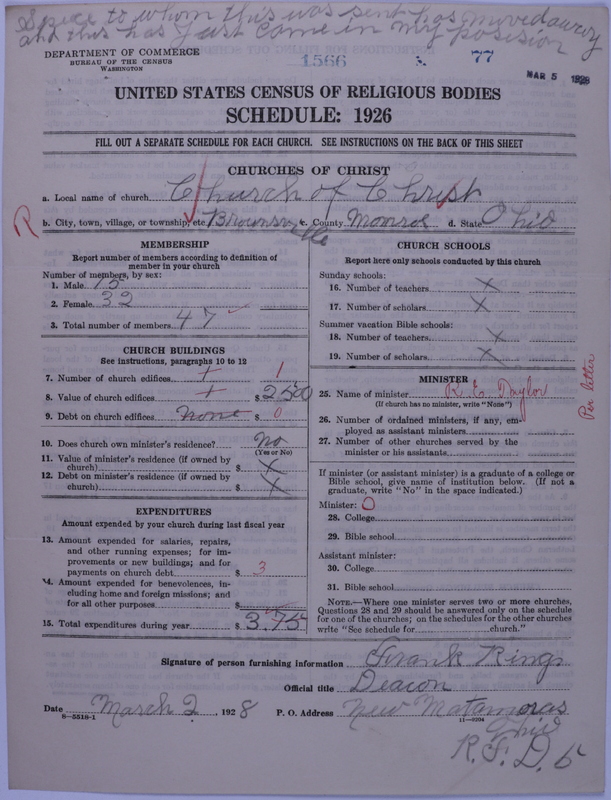 Spice to whom this was sent has moved away
and this has Just Came in my posision
DEPARTMENT OF COMMERCE
BUREAU OF THE CENSUS
WASHINGTON
1566
77
MAR 5 1928
UNITED STATES CENSUS OF RELIGIOUS BODIES
SCHEDULE: 1926
FILL OUT A SEPARATE SCHEDULE FOR EACH CHURCH. SEE INSTRUCTIONS ON THE BACK OF THIS SHEET
CHURCHES OF CHRIST
a. Local name of church Church of Christ
R b. City, town, village, or township, etc. Brownsville c. County Monroe d. State Ohio
MEMBERSHIP
Report number of members according to definition of
member in your church
Number of members, by sex:
1. Male 15
2. Female 32
3. Total number of members 47
CHURCH BUILDINGS
See instructions, paragraphs 10 to 12
7. Number of church edifices 1
8. Value of church edifices $ 2500
9. Debt on church edifices none $ 0
10. Does church own minister's residence? No
(Yes or No)
11. Value of minister's residence (if owned by
church) $ X
12. Debt on minister's residence (if owned by
church) $ X
EXPENDITURES
Amount expended by your church during last fiscal year
13. Amount expended for salaries, repairs,
and other running expenses; for im-
provements or new buildings; and for
payments on church debt $ 3
14. Amount expended for benevolences, in-
cluding home and foreign missions; and
for all other purposes $
15. Total expenditures during year $ 3.75
CHURCH SCHOOLS
Report here only schools conducted by this church
Sunday schools:
16. Number of teachers X
17. Number of scholars X
Summer vacation Bible schools:
18. Number of teachers X
19. Number of scholars X
MINISTER
25. Name of minister R. E. Taylor
(If church has no minister, write "None")
Per letter
26. Number of ordained ministers, if any, em-
ployed as assistant ministers
27. Number of other churches served by the
minister or his assistants
If minister (or assistant minister) is a graduate of a college or
Bible school, give name of institution below. (If not a
graduate, write "No" in the space indicated.)
Minister: O
28. College
29. Bible school
Assistant minister:
30. College
31. Bible school
NOTE.—Where one minister serves two or more churches,
Questions 28 and 29 should be answered only on the schedule
for one of the churches; on the schedules for the other churches
write "See schedule for church."
Signature of person furnishing information Frank Rings
Official title Deacon
Date March 2, 1928 P. O. Address New Matamoras
8-5518-1 11-9204
Ohio
R. F. D. 5